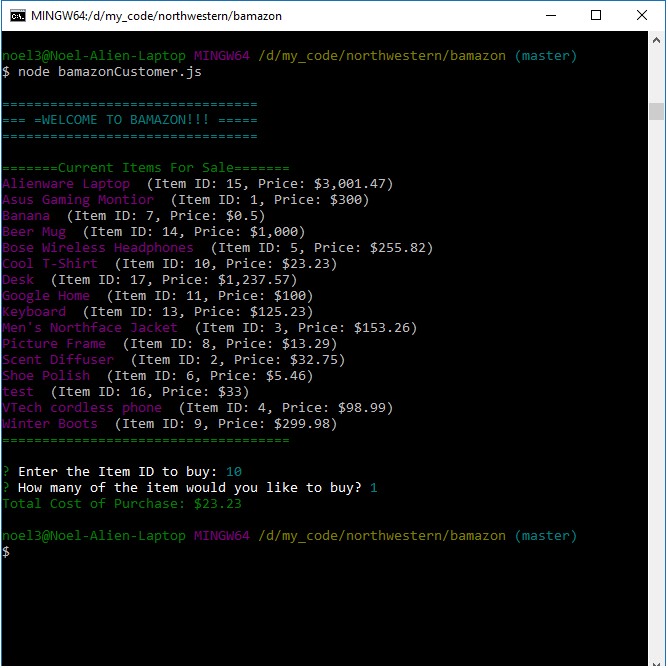 MINGW64:/d/my_code/northwestern/bamazon
noel3@Noel-Alien-Laptop MINGW64 /d/my_code/northwestern/bamazon (master)
$ node bamazonCustomer.js
================================
=== =WELCOME TO BAMAZON!!! =====
================================
=======Current Items For Sale=======
Alienware Laptop  (Item ID: 15, Price: $3,001.47)
Asus Gaming Montior  (Item ID: 1, Price: $300)
Banana  (Item ID: 7, Price: $0.5)
Beer Mug  (Item ID: 14, Price: $1,000)
Bose Wireless Headphones  (Item ID: 5, Price: $255.82)
Cool T-Shirt  (Item ID: 10, Price: $23.23)
Desk  (Item ID: 17, Price: $1,237.57)
Google Home  (Item ID: 11, Price: $100)
Keyboard  (Item ID: 13, Price: $125.23)
Men's Northface Jacket  (Item ID: 3, Price: $153.26)
Picture Frame  (Item ID: 8, Price: $13.29)
Scent Diffuser  (Item ID: 2, Price: $32.75)
Shoe Polish  (Item ID: 6, Price: $5.46)
test  (Item ID: 16, Price: $33)
VTech cordless phone  (Item ID: 4, Price: $98.99)
Winter Boots  (Item ID: 9, Price: $299.98)
====================================
? Enter the Item ID to buy: 10
? How many of the item would you like to buy? 1
Total Cost of Purchase: $23.23
noel3@Noel-Alien-Laptop MINGW64 /d/my_code/northwestern/bamazon (master)
$